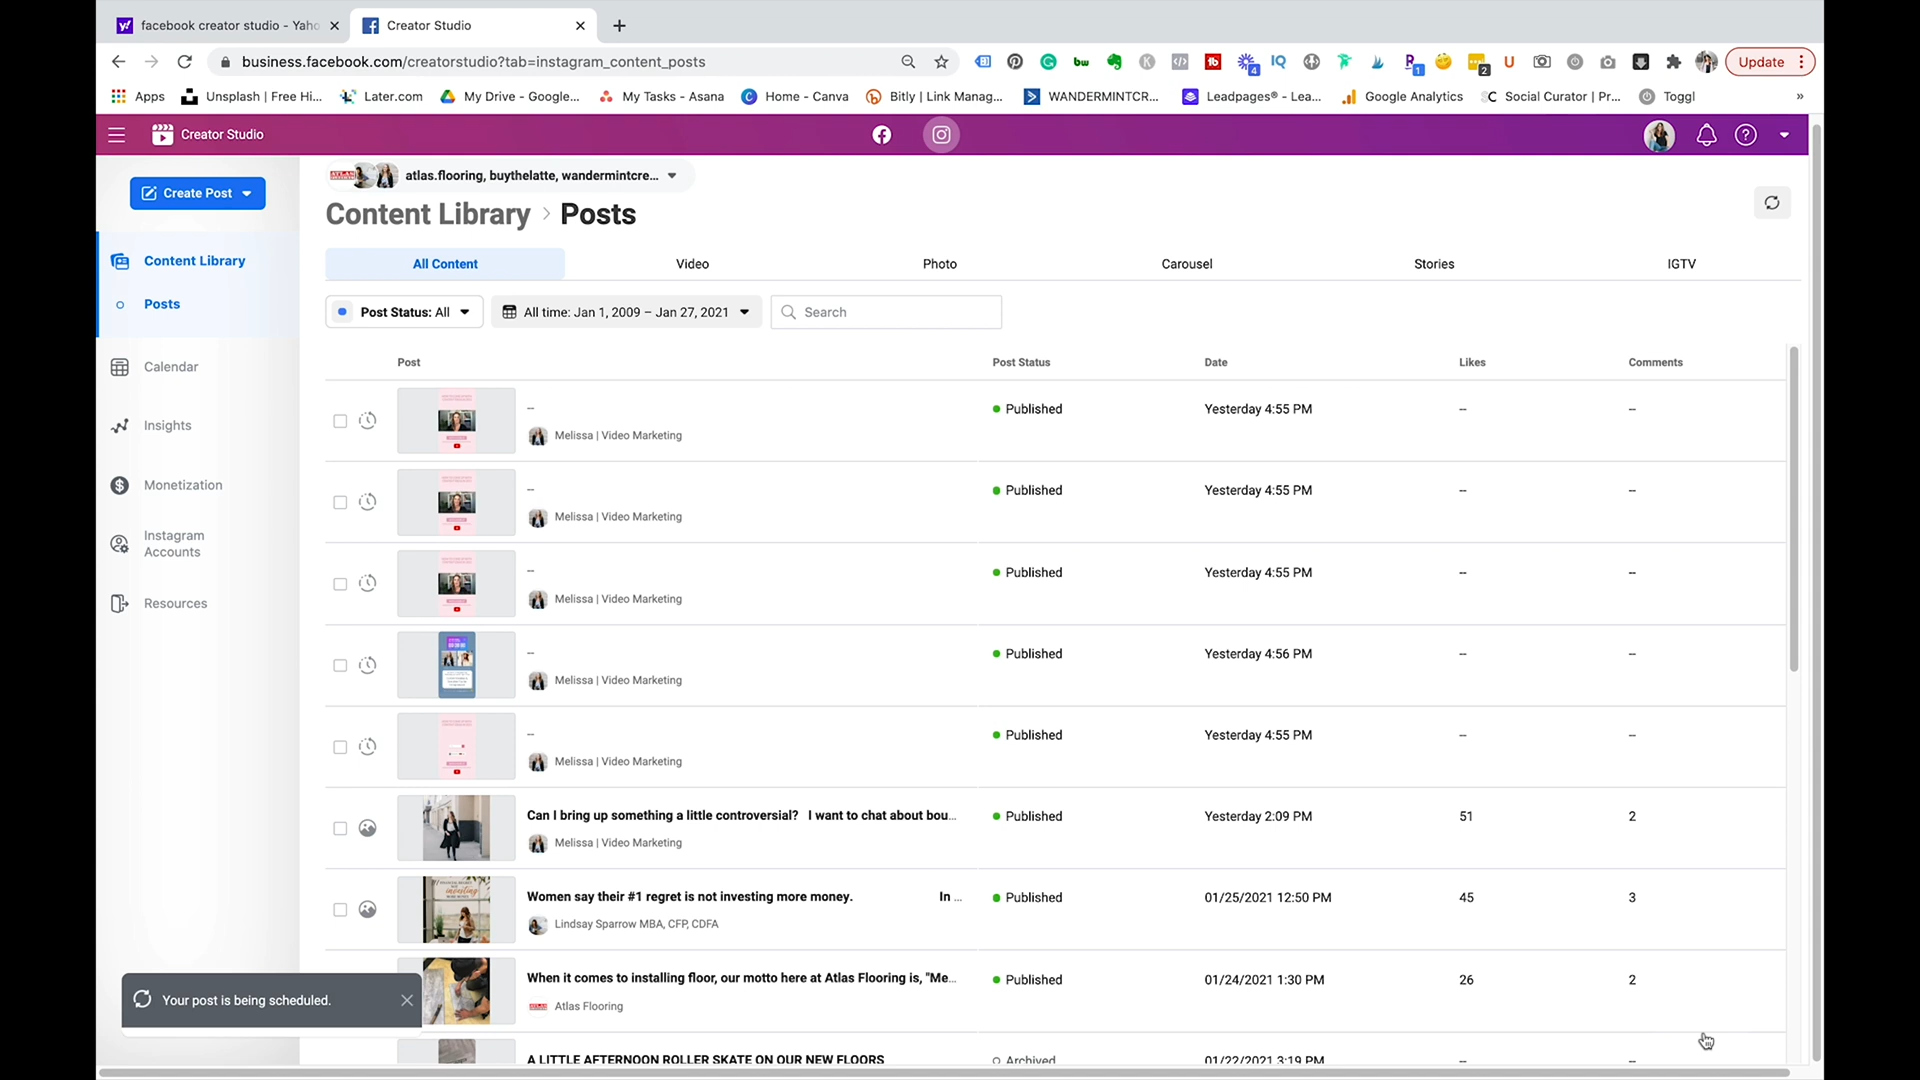 facebook creator studio - Yaho
Creator Studio
business.facebook.com/creatorstudio?tab=instagram_content_posts
Update
Apps
Unsplash | Free Hi...
Later.com
My Drive - Google...
My Tasks - Asana
Home - Canva
Bitly | Link Manag...
WANDERMINTCR...
Leadpages® - Lea...
Google Analytics
Social Curator | Pr...
Toggl
»
Creator Studio
Create Post
Content Library
Posts
Calendar
Insights
Monetization
Instagram
Accounts
Resources
atlas.flooring, buythelatte, wandermintcre...
Content Library > Posts
All Content
Video
Photo
Carousel
Stories
IGTV
Post Status: All
All time: Jan 1, 2009 – Jan 27, 2021
Search
Post
Post Status
Date
Likes
Comments
-- Published Yesterday 4:55 PM -- --
Melissa | Video Marketing
-- Published Yesterday 4:55 PM -- --
Melissa | Video Marketing
-- Published Yesterday 4:55 PM -- --
Melissa | Video Marketing
-- Published Yesterday 4:56 PM -- --
Melissa | Video Marketing
-- Published Yesterday 4:55 PM -- --
Melissa | Video Marketing
Can I bring up something a little controversial? I want to chat about bou... Published Yesterday 2:09 PM 51 2
Melissa | Video Marketing
Women say their #1 regret is not investing more money. In ... Published 01/25/2021 12:50 PM 45 3
Lindsay Sparrow MBA, CFP, CDFA
When it comes to installing floor, our motto here at Atlas Flooring is, "Me... Published 01/24/2021 1:30 PM 26 2
Atlas Flooring
A LITTLE AFTERNOON ROLLER SKATE ON OUR NEW FLOORS Archived 01/22/2021 3:19 PM -- --
Your post is being scheduled.